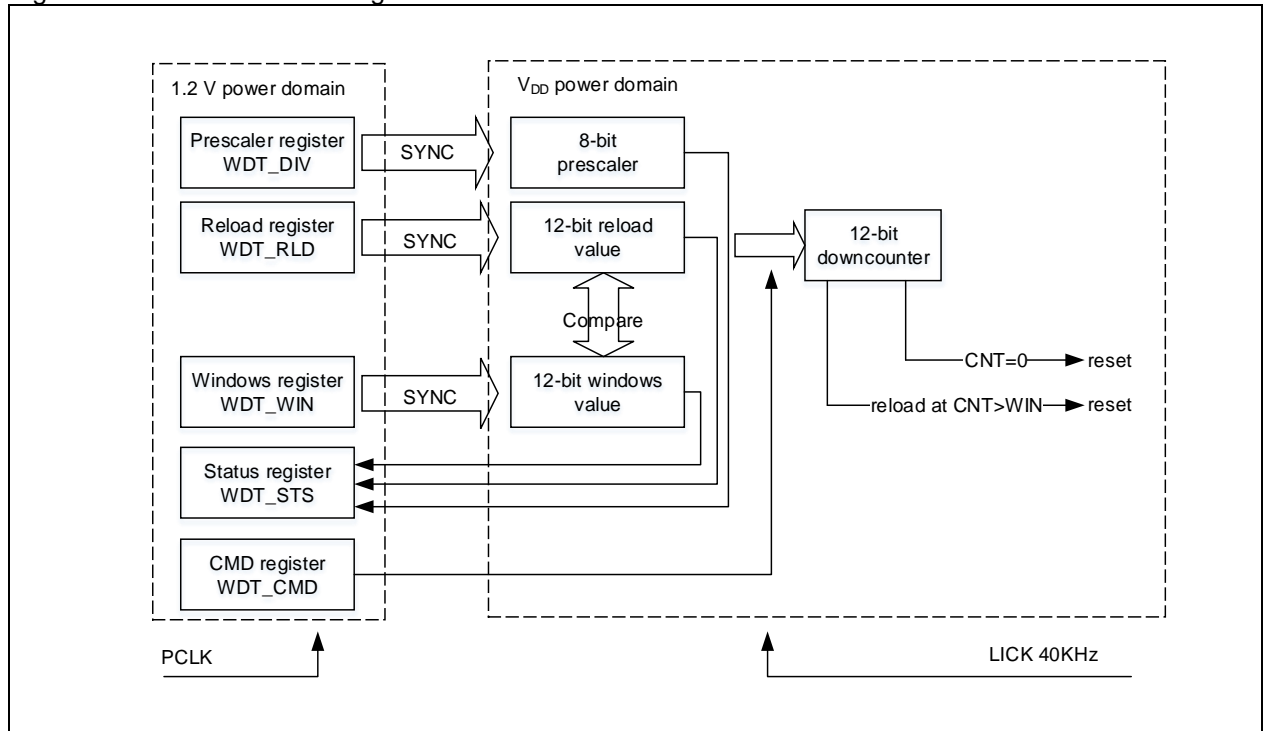 1.2 V power domain
Prescaler register
WDT_DIV
Reload register
WDT_RLD
Windows register
WDT_WIN
Status register
WDT_STS
CMD register
WDT_CMD
SYNC
SYNC
SYNC
VDD power domain
8-bit
prescaler
12-bit reload
value
Compare
12-bit windows
value
12-bit
downcounter
CNT=0
reset
reload at CNT>WIN
reset
PCLK
LICK 40KHz